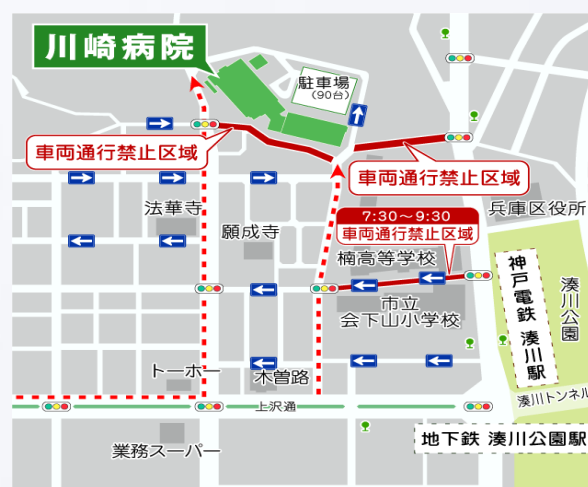 川崎病院
駐車場
(90台)
車両通行禁止区域
車両通行禁止区域
法華寺
願成寺
7:30～9:30
車両通行禁止区域
兵庫区役所
楠高等学校
市立
会下山小学校
神戸電鉄 湊川駅
湊川公園
トーホー
木曽路
上沢通
湊川トンネル
業務スーパー
地下鉄 湊川公園駅